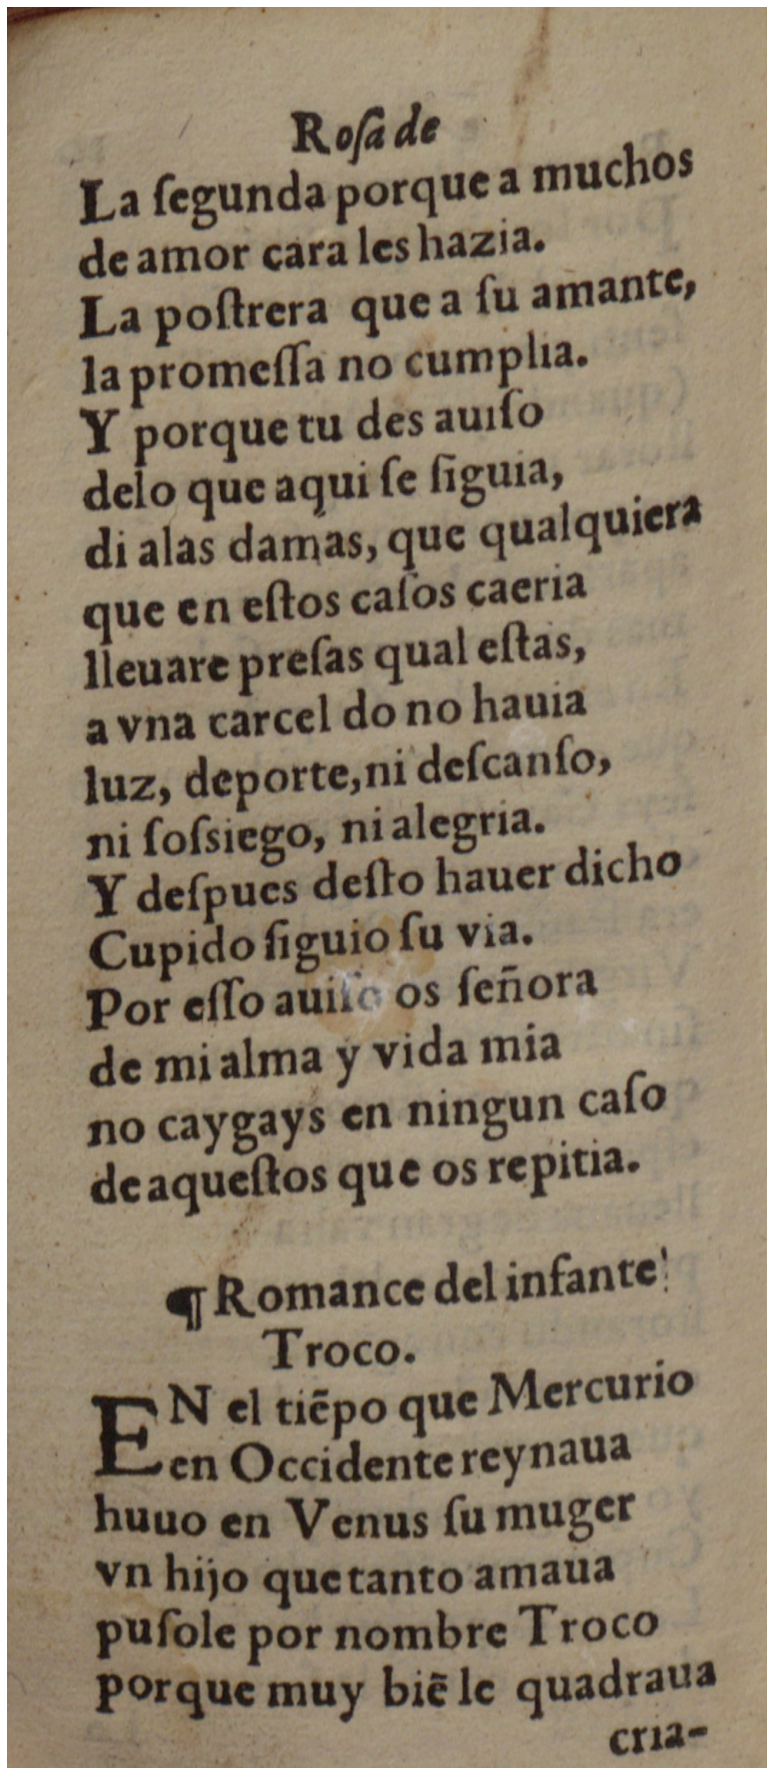 Rosa de
La ſegunda porque a muchos
de amor cara les hazia.
La poſtrera que a ſu amante,
la promeſſa no cumplia.
Y porque tu des auiſo
delo que aqui ſe ſiguia,
di alas damas, que qualquiera
que en eſtos caſos caeria
lleuare preſas qual eſtas,
a vna carcel do no hauia
luz, deporte, ni deſcanſo,
ni ſoſsiego, ni alegria.
Y deſpues deſto hauer dicho
Cupido ſiguio ſu via.
Por eſſo auiſo os ſeñora
de mi alma y vida mia
no caygays en ningun caſo
de aqueſtos que os repitia.
¶ Romance del infante
Troco.
EN el tiẽpo que Mercurio
en Occidente reynaua
huuo en Venus ſu muger
vn hijo que tanto amaua
puſole por nombre Troco
porque muy biẽ le quadraua
cria-